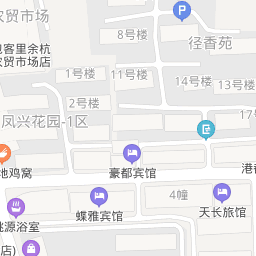 农贸市场
8号楼
P
径香苑
包客里余杭
农贸市场店
1号楼
11号楼
14号楼
13号楼
2号楼
17
凤兴花园-1区
地鸡窝
豪都宾馆
港
4幢
蝶雅宾馆
天长旅馆
桃源浴室
店)